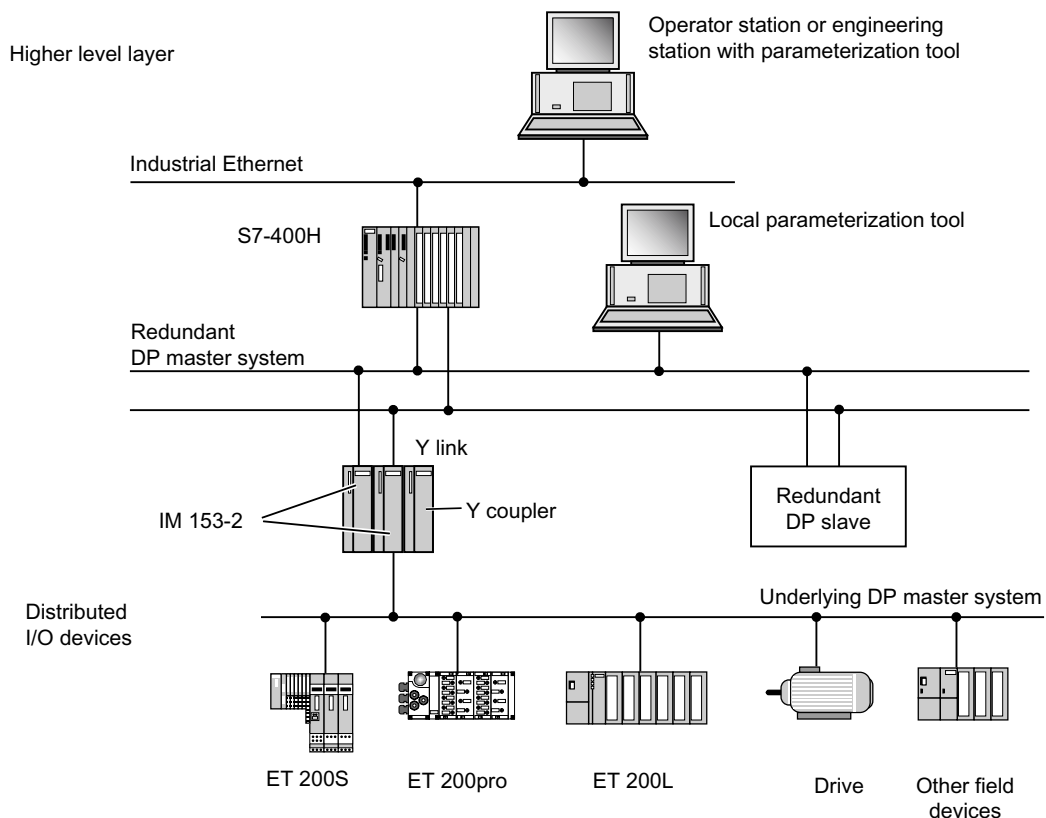 Operator station or engineering
station with parameterization tool
Higher level layer
Industrial Ethernet
S7-400H
Local parameterization tool
Redundant
DP master system
Y link
IM 153-2
Y coupler
Redundant
DP slave
Distributed
I/O devices
Underlying DP master system
ET 200S
ET 200pro
ET 200L
Drive
Other field
devices